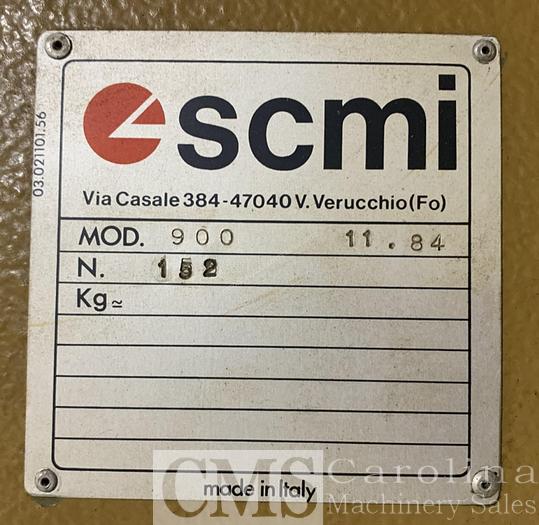 scmi
Via Casale 384-47040 V. Verucchio (Fo)
MOD. 900 11.84
N. 152
Kg≃
made in Italy
03.021101.56
CMS Carolina
Machinery Sales